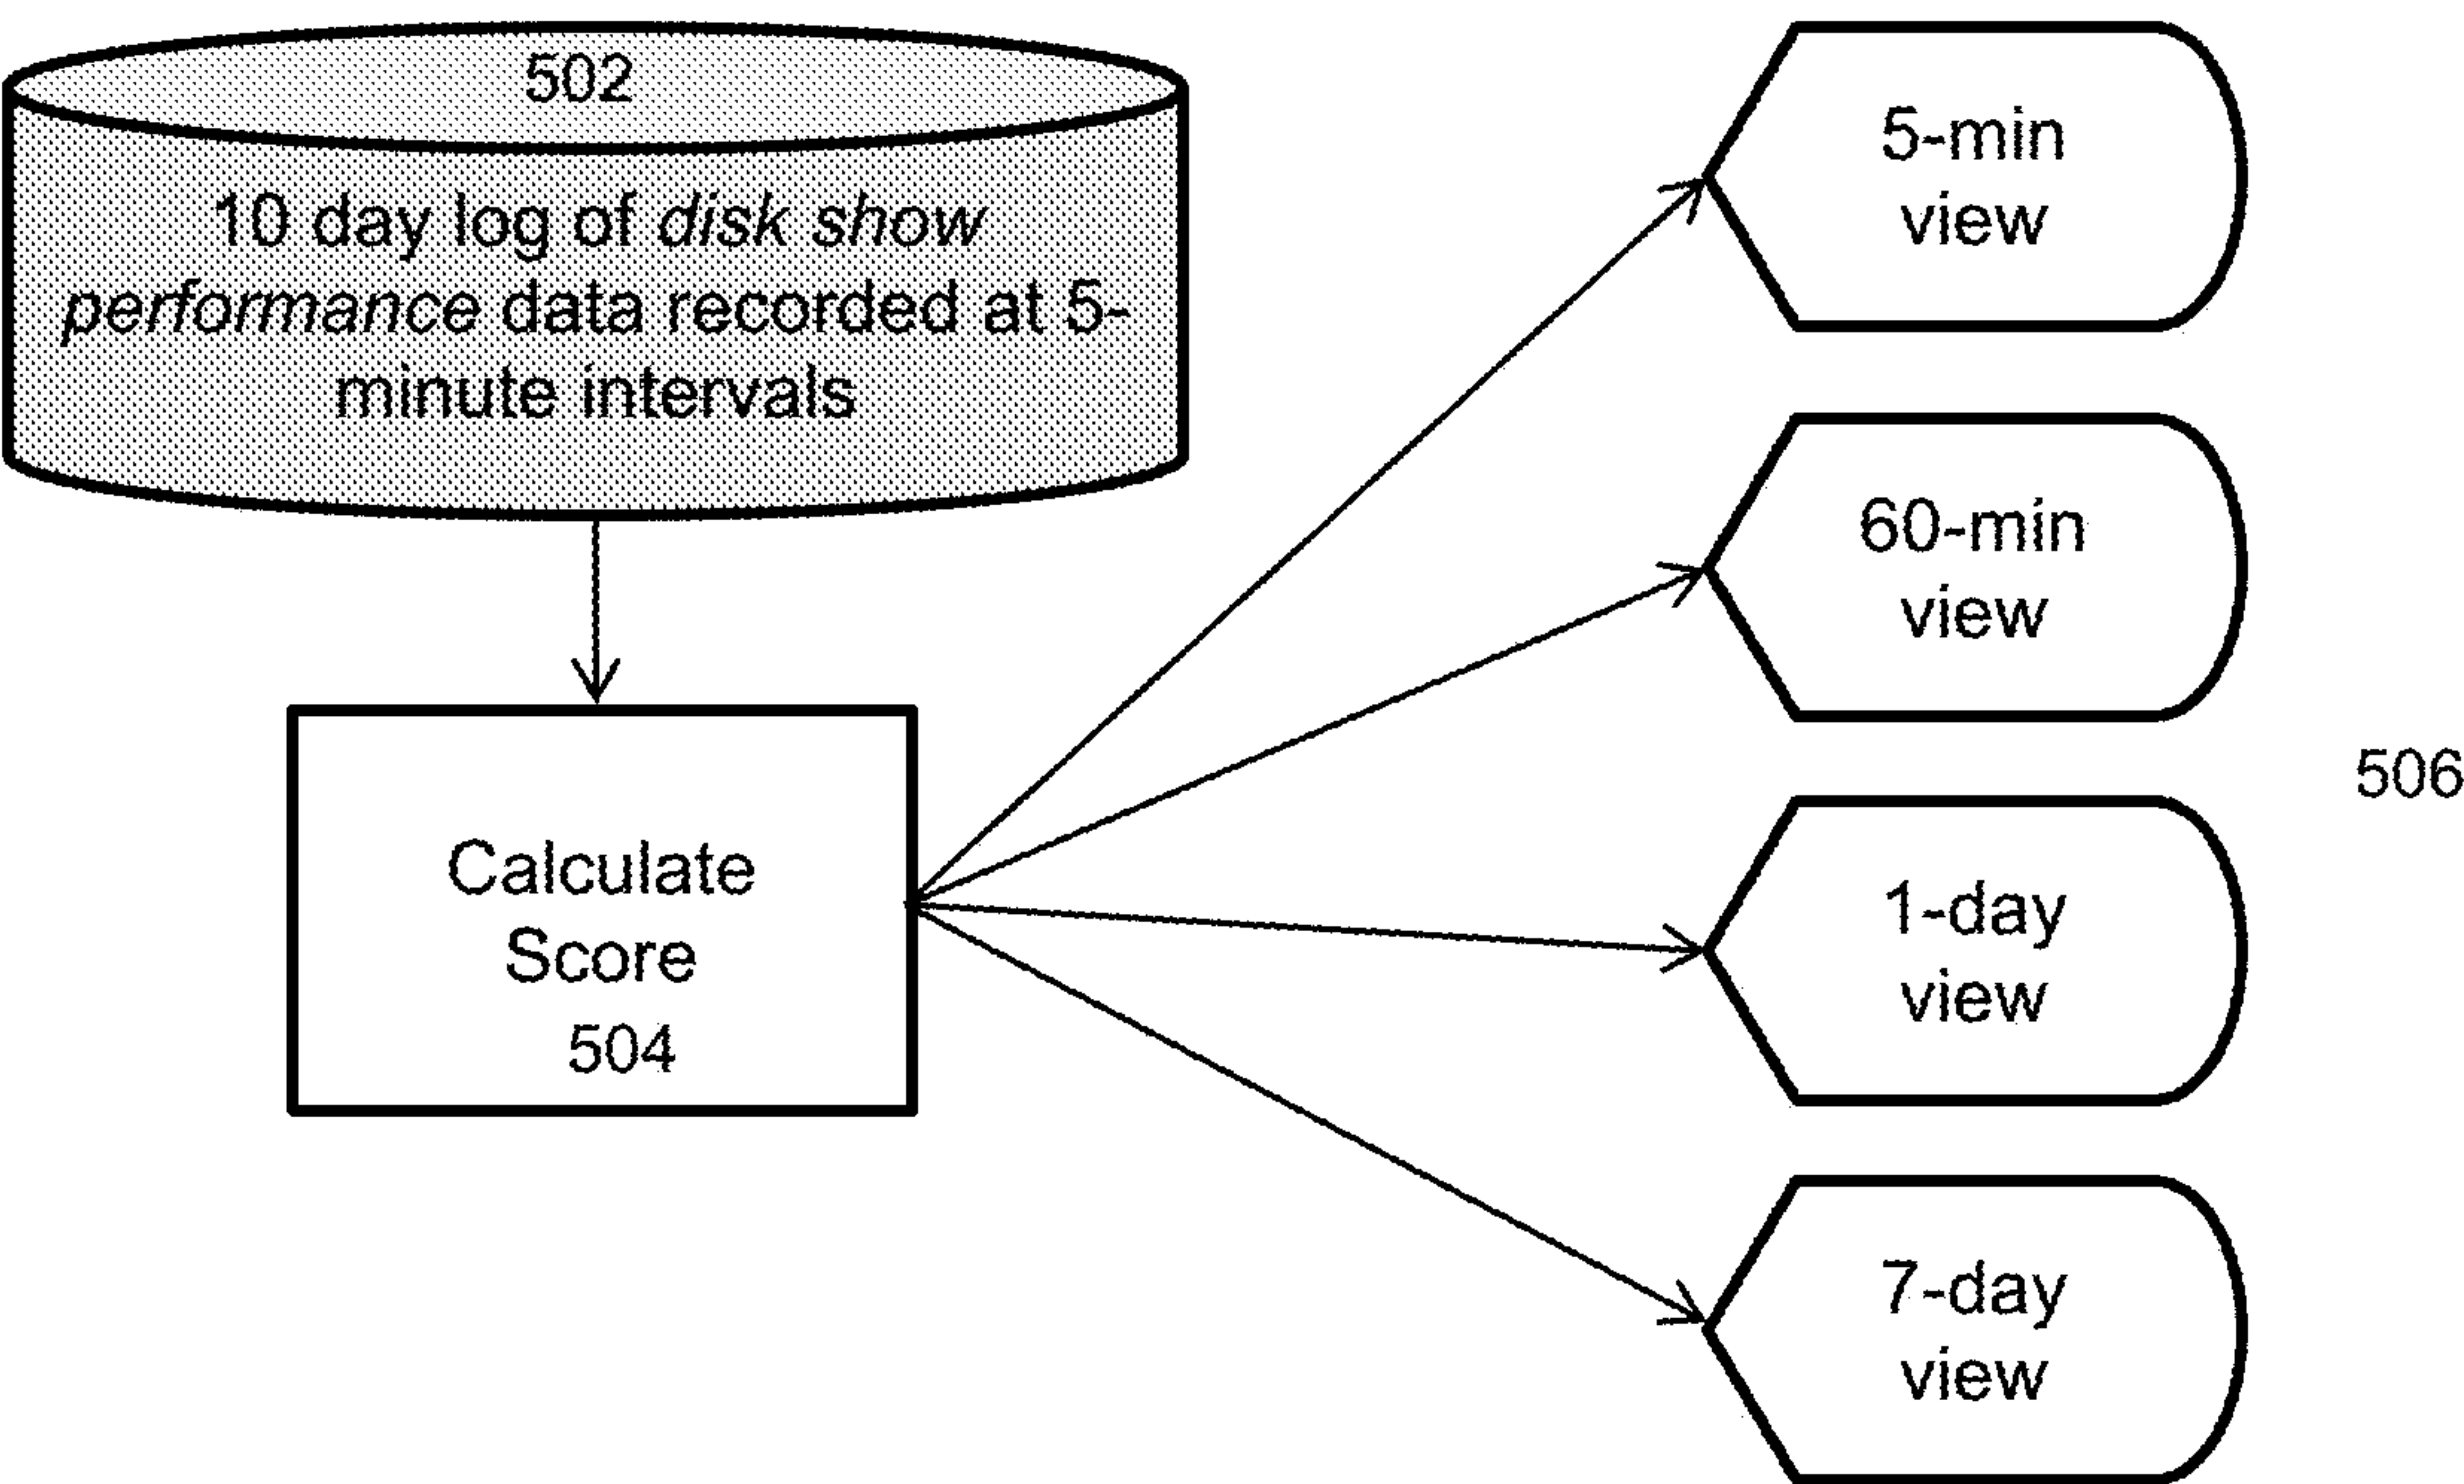 502
10 day log of disk show
performance data recorded at 5-
minute intervals
Calculate
Score
504
5-min
view
60-min
view
506
1-day
view
7-day
view